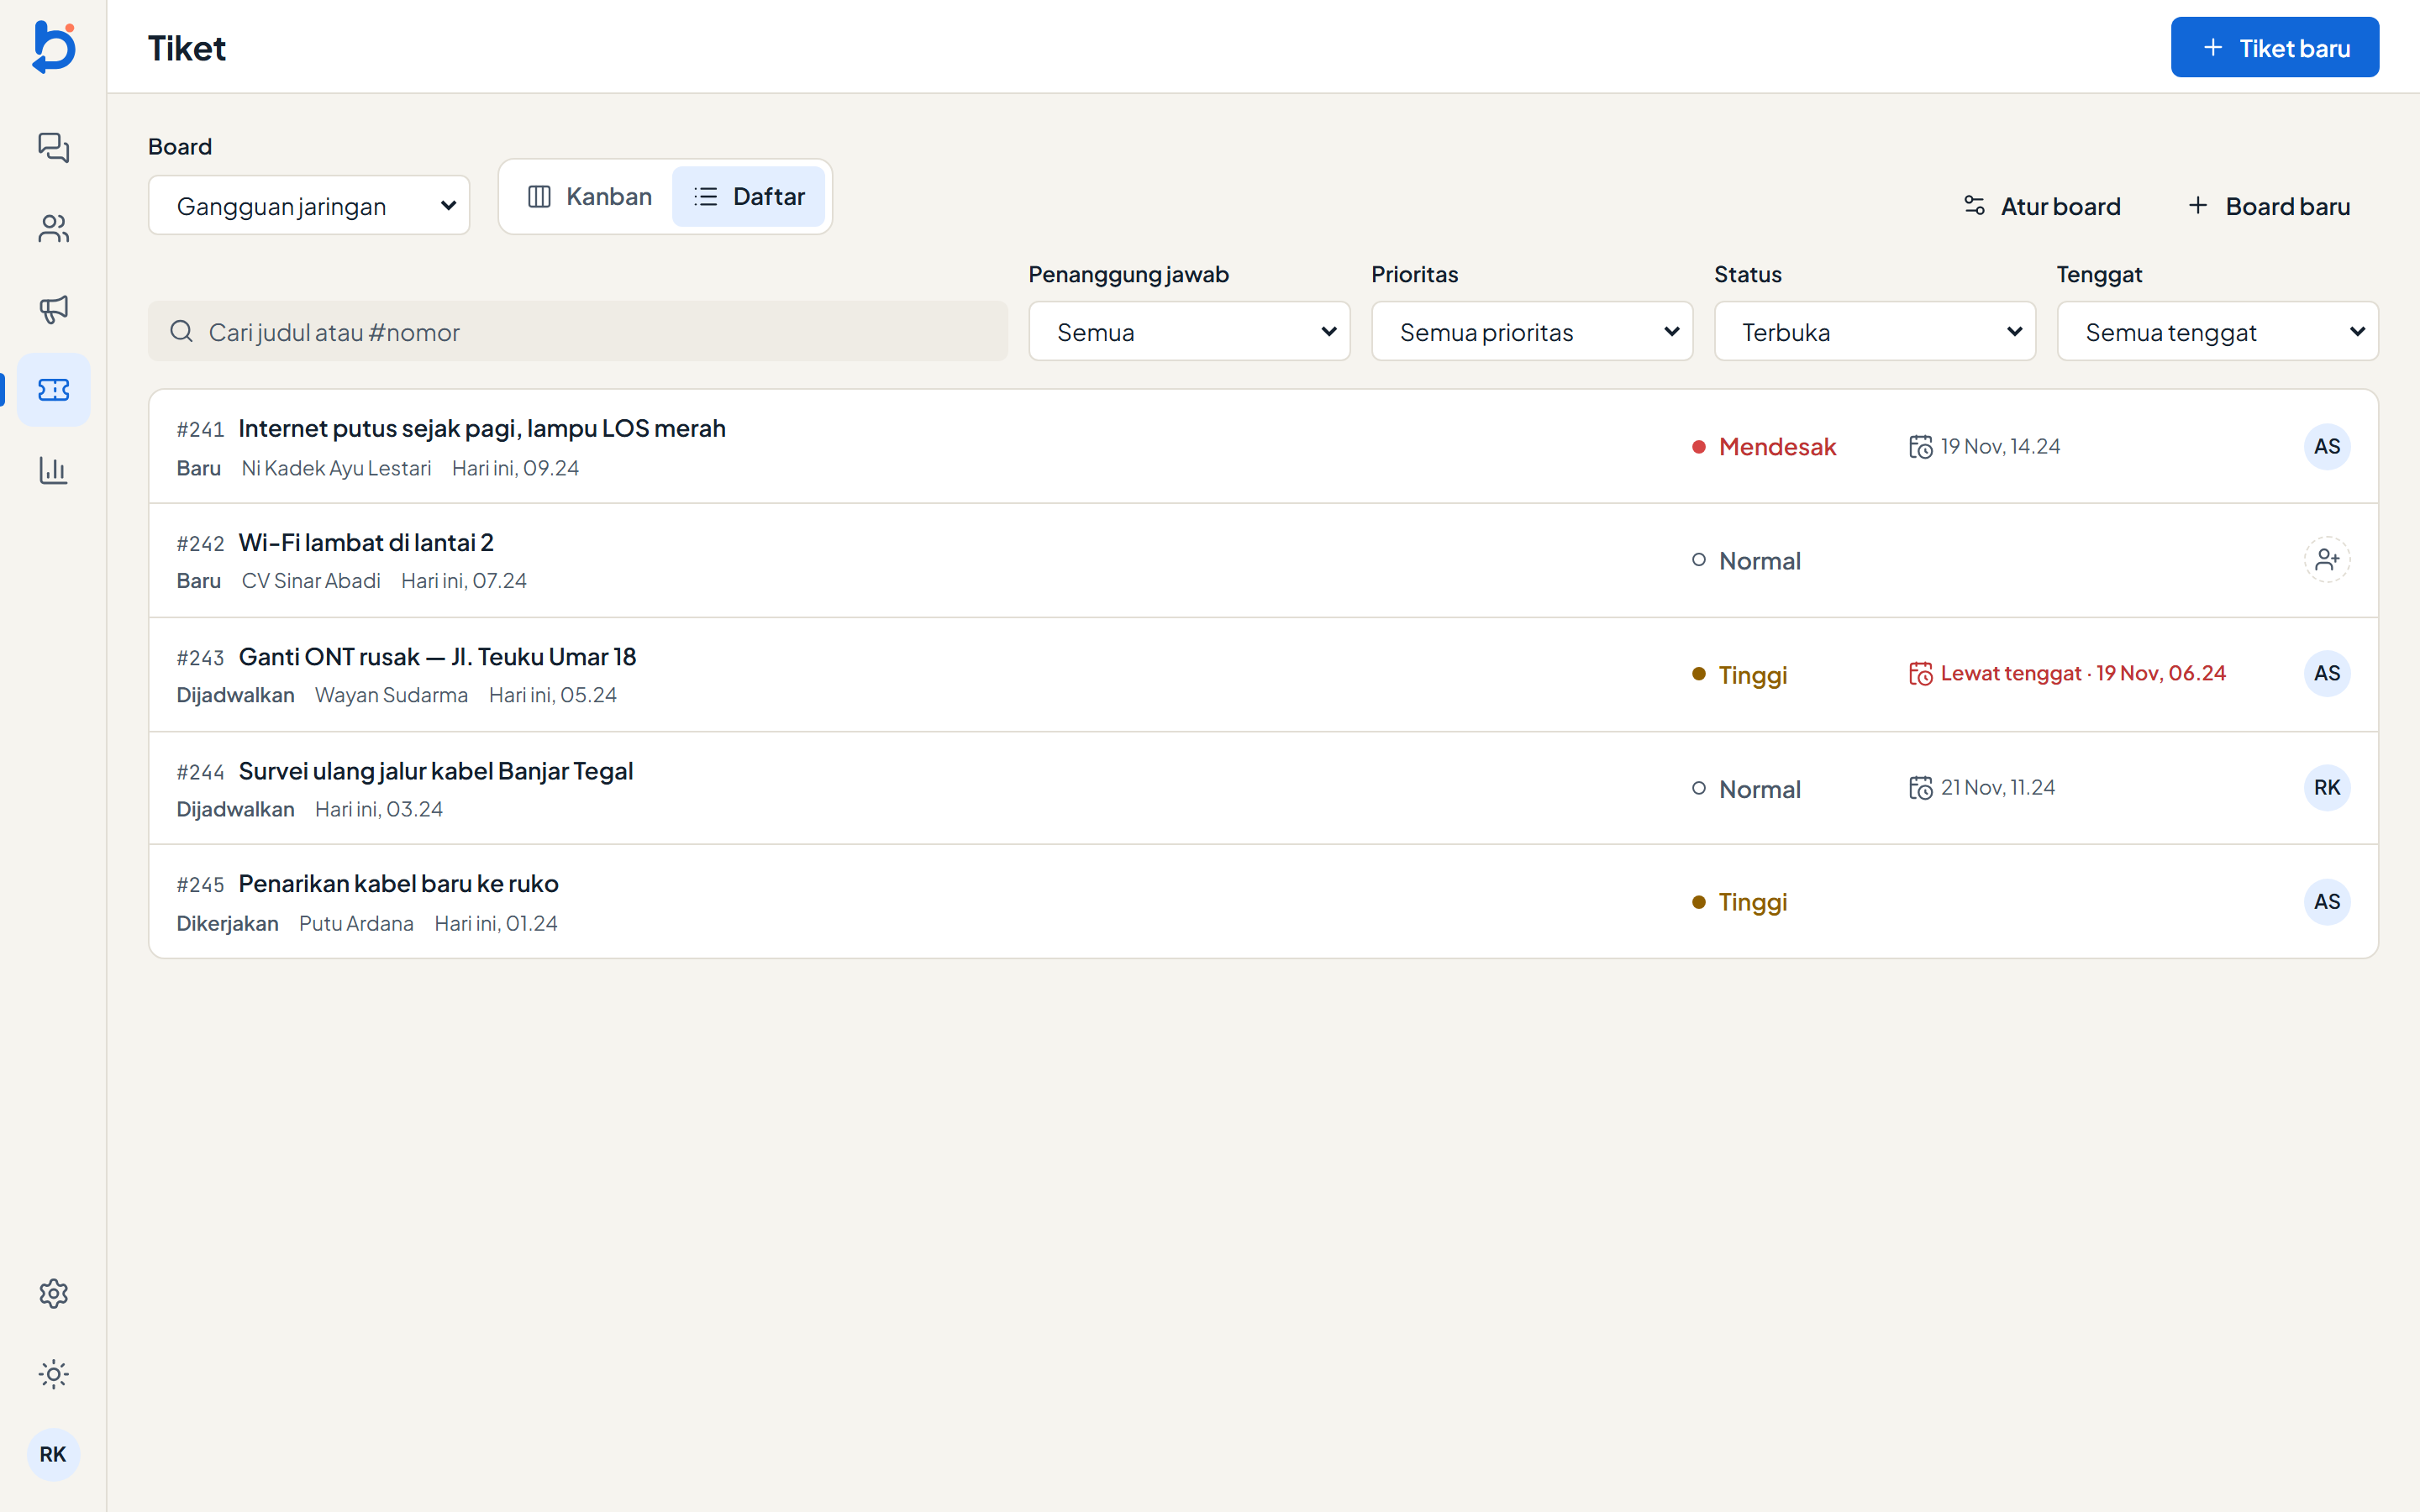 Tiket
Tiket baru
Board
Gangguan jaringan
Kanban
Daftar
Atur board
Board baru
Cari judul atau #nomor
Penanggung jawab
Semua
Prioritas
Semua prioritas
Status
Terbuka
Tenggat
Semua tenggat
#241 Internet putus sejak pagi, lampu LOS merah
Baru Ni Kadek Ayu Lestari Hari ini, 09.24
Mendesak
19 Nov, 14.24
AS
#242 Wi-Fi lambat di lantai 2
Baru CV Sinar Abadi Hari ini, 07.24
Normal
#243 Ganti ONT rusak — Jl. Teuku Umar 18
Dijadwalkan Wayan Sudarma Hari ini, 05.24
Tinggi
Lewat tenggat · 19 Nov, 06.24
AS
#244 Survei ulang jalur kabel Banjar Tegal
Dijadwalkan Hari ini, 03.24
Normal
21 Nov, 11.24
RK
#245 Penarikan kabel baru ke ruko
Dikerjakan Putu Ardana Hari ini, 01.24
Tinggi
AS
RK